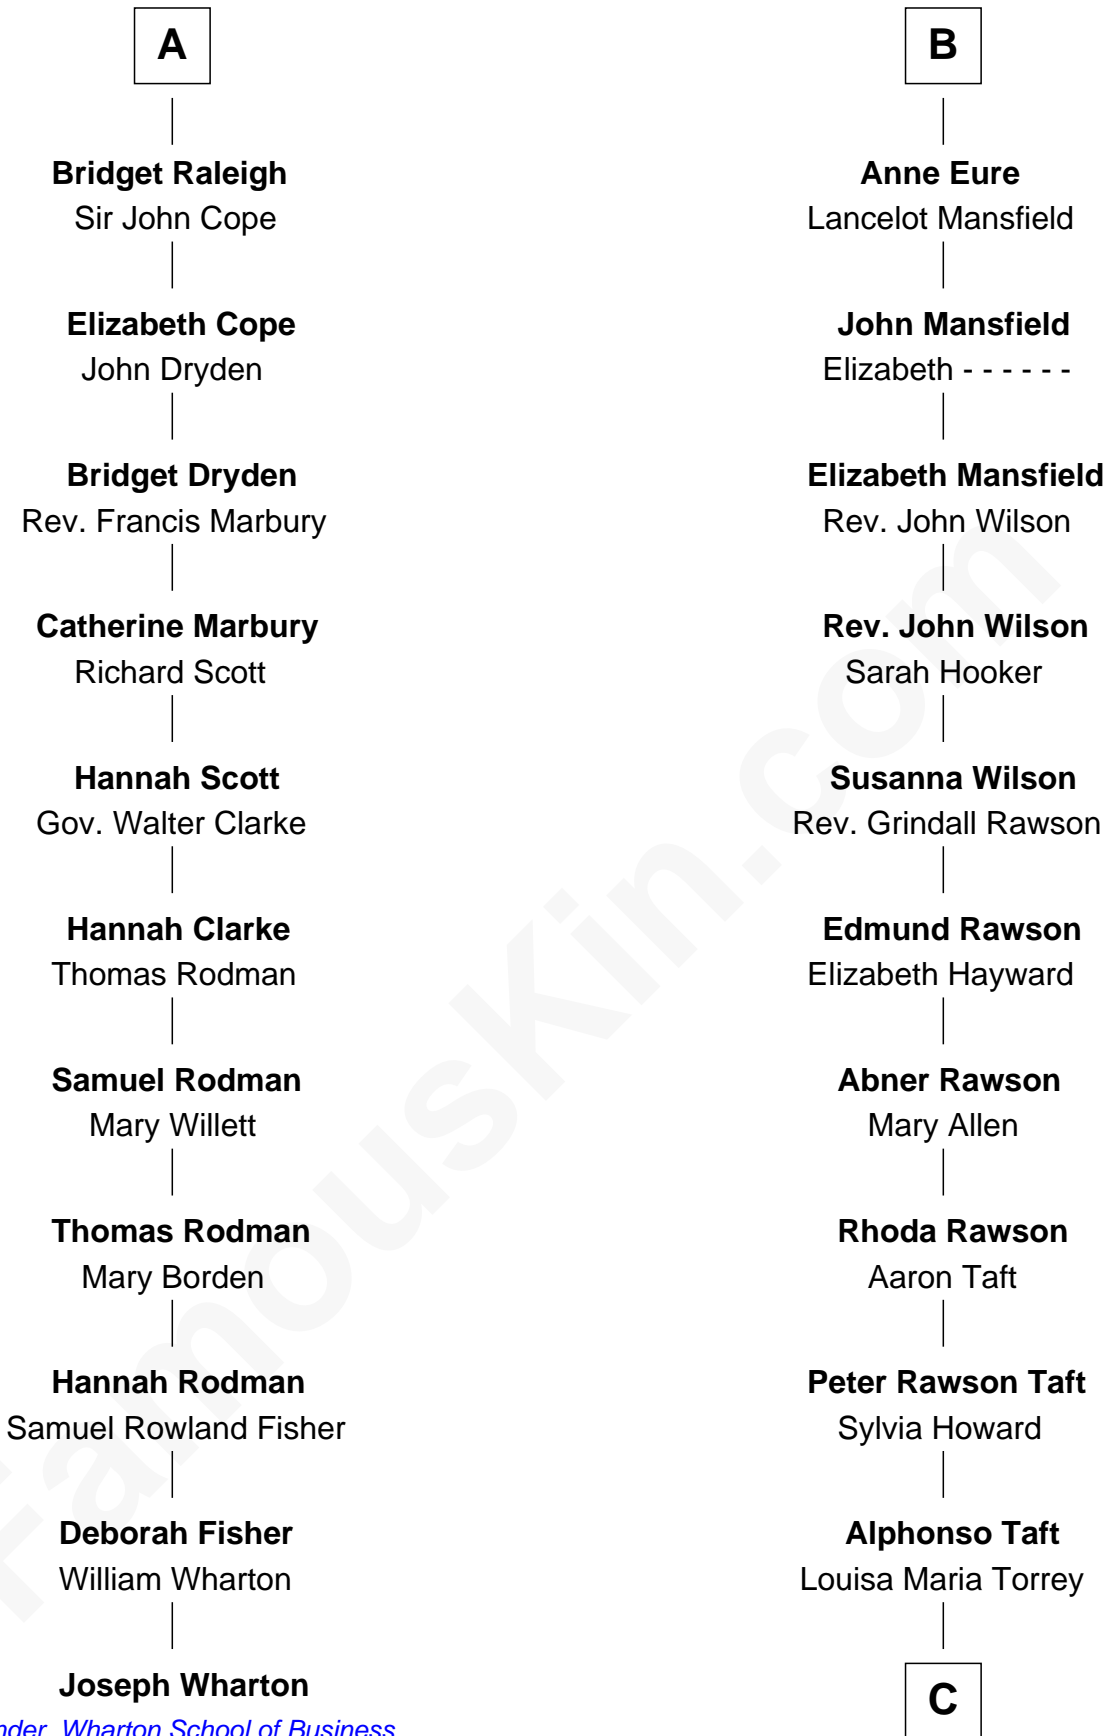 A
Bridget Raleigh
Sir John Cope
Elizabeth Cope
John Dryden
Bridget Dryden
Rev. Francis Marbury
Catherine Marbury
Richard Scott
Hannah Scott
Gov. Walter Clarke
Hannah Clarke
Thomas Rodman
Samuel Rodman
Mary Willett
Thomas Rodman
Mary Borden
Hannah Rodman
Samuel Rowland Fisher
Deborah Fisher
William Wharton
Joseph Wharton
nder, Wharton School of Business
B
Anne Eure
Lancelot Mansfield
John Mansfield
Elizabeth - - - - - -
Elizabeth Mansfield
Rev. John Wilson
Rev. John Wilson
Sarah Hooker
Susanna Wilson
Rev. Grindall Rawson
Edmund Rawson
Elizabeth Hayward
Abner Rawson
Mary Allen
Rhoda Rawson
Aaron Taft
Peter Rawson Taft
Sylvia Howard
Alphonso Taft
Louisa Maria Torrey
C
FamousKin.com